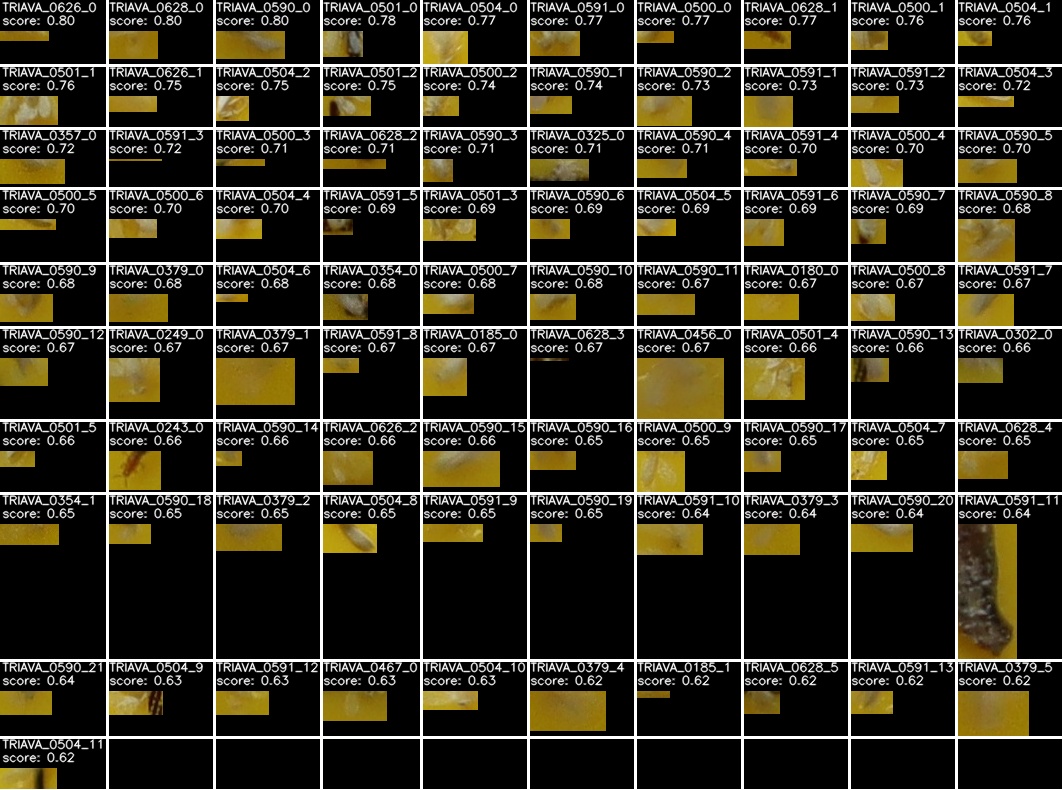 TRIAVA_0626_0 TRIAVA_0628_0 TRIAVA_0590_0 TRIAVA_0501_0 TRIAVA_0504_0 TRIAVA_0591_0 TRIAVA_0500_0 TRIAVA_0628_1 TRIAVA_0500_1 TRIAVA_0504_1
score: 0.80 score: 0.80 score: 0.80 score: 0.78 score: 0.77 score: 0.77 score: 0.77 score: 0.77 score: 0.76 score: 0.76
TRIAVA_0501_1 TRIAVA_0626_1 TRIAVA_0504_2 TRIAVA_0501_2 TRIAVA_0500_2 TRIAVA_0590_1 TRIAVA_0590_2 TRIAVA_0591_1 TRIAVA_0591_2 TRIAVA_0504_3
score: 0.76 score: 0.75 score: 0.75 score: 0.75 score: 0.74 score: 0.74 score: 0.73 score: 0.73 score: 0.73 score: 0.72
TRIAVA_0357_0 TRIAVA_0591_3 TRIAVA_0500_3 TRIAVA_0628_2 TRIAVA_0590_3 TRIAVA_0325_0 TRIAVA_0590_4 TRIAVA_0591_4 TRIAVA_0500_4 TRIAVA_0590_5
score: 0.72 score: 0.72 score: 0.71 score: 0.71 score: 0.71 score: 0.71 score: 0.71 score: 0.70 score: 0.70 score: 0.70
TRIAVA_0500_5 TRIAVA_0500_6 TRIAVA_0504_4 TRIAVA_0591_5 TRIAVA_0501_3 TRIAVA_0590_6 TRIAVA_0504_5 TRIAVA_0591_6 TRIAVA_0590_7 TRIAVA_0590_8
score: 0.70 score: 0.70 score: 0.70 score: 0.69 score: 0.69 score: 0.69 score: 0.69 score: 0.69 score: 0.69 score: 0.68
TRIAVA_0590_9 TRIAVA_0379_0 TRIAVA_0504_6 TRIAVA_0354_0 TRIAVA_0500_7 TRIAVA_0590_10 TRIAVA_0590_11 TRIAVA_0180_0 TRIAVA_0500_8 TRIAVA_0591_7
score: 0.68 score: 0.68 score: 0.68 score: 0.68 score: 0.68 score: 0.68 score: 0.67 score: 0.67 score: 0.67 score: 0.67
TRIAVA_0590_12 TRIAVA_0249_0 TRIAVA_0379_1 TRIAVA_0591_8 TRIAVA_0185_0 TRIAVA_0628_3 TRIAVA_0456_0 TRIAVA_0501_4 TRIAVA_0590_13 TRIAVA_0302_0
score: 0.67 score: 0.67 score: 0.67 score: 0.67 score: 0.67 score: 0.67 score: 0.67 score: 0.67 score: 0.66 score: 0.66
TRIAVA_0501_5 TRIAVA_0243_0 TRIAVA_0590_14 TRIAVA_0626_2 TRIAVA_0590_15 TRIAVA_0590_16 TRIAVA_0500_9 TRIAVA_0590_17 TRIAVA_0504_7 TRIAVA_0628_4
score: 0.66 score: 0.66 score: 0.66 score: 0.66 score: 0.66 score: 0.65 score: 0.65 score: 0.65 score: 0.65 score: 0.65
TRIAVA_0354_1 TRIAVA_0590_18 TRIAVA_0379_2 TRIAVA_0504_8 TRIAVA_0591_9 TRIAVA_0590_19 TRIAVA_0591_10 TRIAVA_0379_3 TRIAVA_0590_20 TRIAVA_0591_11
score: 0.65 score: 0.65 score: 0.65 score: 0.65 score: 0.65 score: 0.65 score: 0.64 score: 0.64 score: 0.64 score: 0.64
TRIAVA_0590_21 TRIAVA_0504_9 TRIAVA_0591_12 TRIAVA_0467_0 TRIAVA_0504_10 TRIAVA_0379_4 TRIAVA_0185_1 TRIAVA_0628_5 TRIAVA_0591_13 TRIAVA_0379_5
score: 0.64 score: 0.63 score: 0.63 score: 0.63 score: 0.63 score: 0.62 score: 0.62 score: 0.62 score: 0.62 score: 0.62
TRIAVA_0504_11
score: 0.62